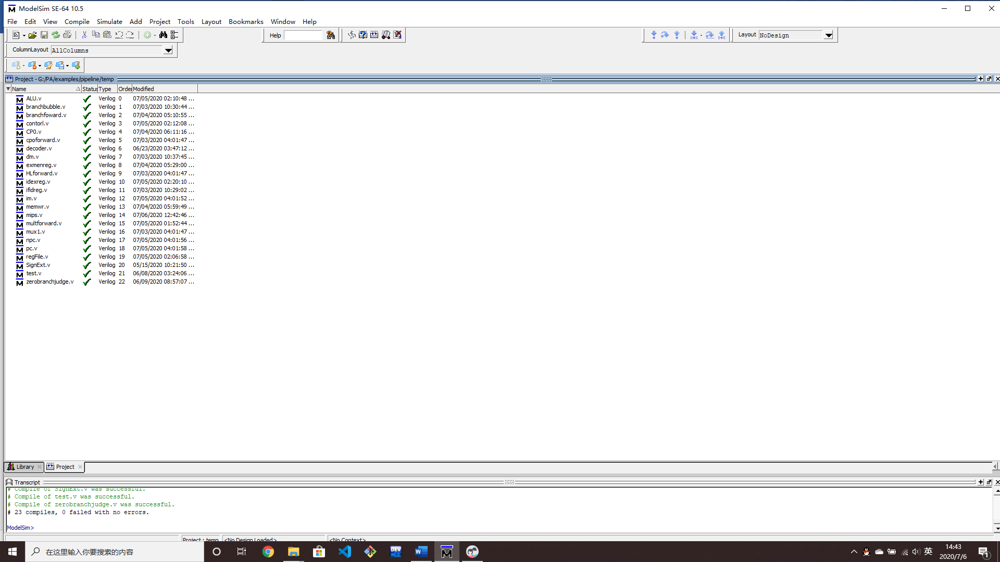 ModelSim SE-64 10.5
File Edit View Compile Simulate Add Project Tools Layout Bookmarks Window Help
Help Layout NoDesign
ColumnLayout AllColumns
Project - G:/PA/examples/pipeline/temp
Name Status Type Order Modified
ALU.v Verilog 0 07/05/2020 02:10:48 ...
branchbubble.v Verilog 1 07/03/2020 10:30:44 ...
branchfoward.v Verilog 2 07/04/2020 05:10:55 ...
contorl.v Verilog 3 07/05/2020 02:12:08 ...
CP0.v Verilog 4 07/04/2020 06:11:16 ...
cpoforward.v Verilog 5 07/03/2020 04:01:47 ...
decoder.v Verilog 6 06/23/2020 03:47:12 ...
dm.v Verilog 7 07/03/2020 10:37:45 ...
exmenreg.v Verilog 8 07/04/2020 05:29:00 ...
HLforward.v Verilog 9 07/03/2020 04:01:47 ...
idexreg.v Verilog 10 07/05/2020 02:20:10 ...
ifidreg.v Verilog 11 07/03/2020 10:29:02 ...
im.v Verilog 12 07/05/2020 04:01:52 ...
memwr.v Verilog 13 07/04/2020 05:59:49 ...
mips.v Verilog 14 07/06/2020 12:42:46 ...
multforward.v Verilog 15 07/05/2020 01:52:44 ...
mux1.v Verilog 16 07/03/2020 04:01:47 ...
npc.v Verilog 17 07/05/2020 04:01:56 ...
pc.v Verilog 18 07/05/2020 04:01:58 ...
regFile.v Verilog 19 07/05/2020 02:06:58 ...
SignExt.v Verilog 20 05/15/2020 10:21:50 ...
test.v Verilog 21 06/08/2020 03:24:06 ...
zerobranchjudge.v Verilog 22 06/09/2020 08:57:07 ...
Library Project
Transcript
# Compile of SignExt.v was successful.
# Compile of test.v was successful.
# Compile of zerobranchjudge.v was successful.
# 23 compiles, 0 failed with no errors.
ModelSim>
Project : temp <No Design Loaded> <No Context>
在这里输入你要搜索的内容
英
14:43
2020/7/6